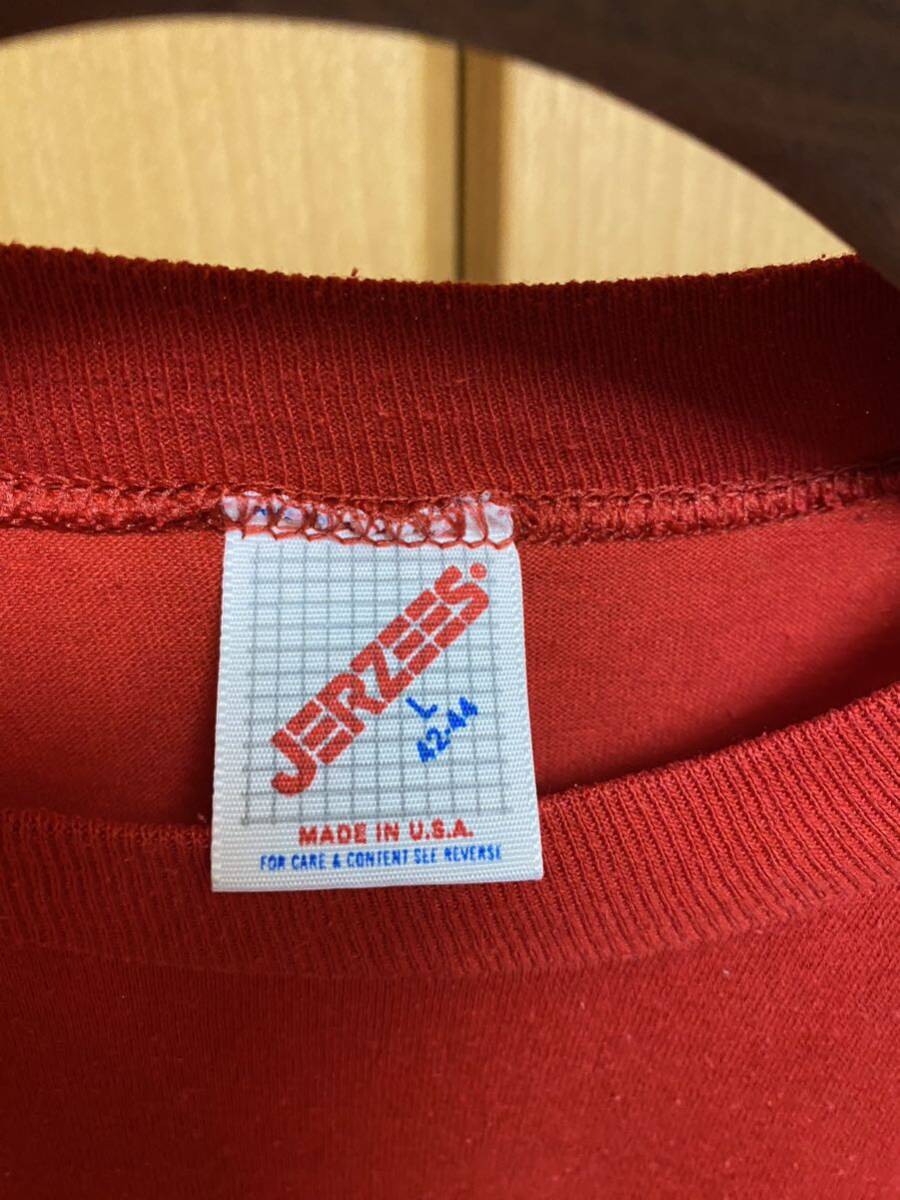 JERZEES
L
42-44
MADE IN U.S.A.
FOR CARE & CONTENT SEE REVERSE